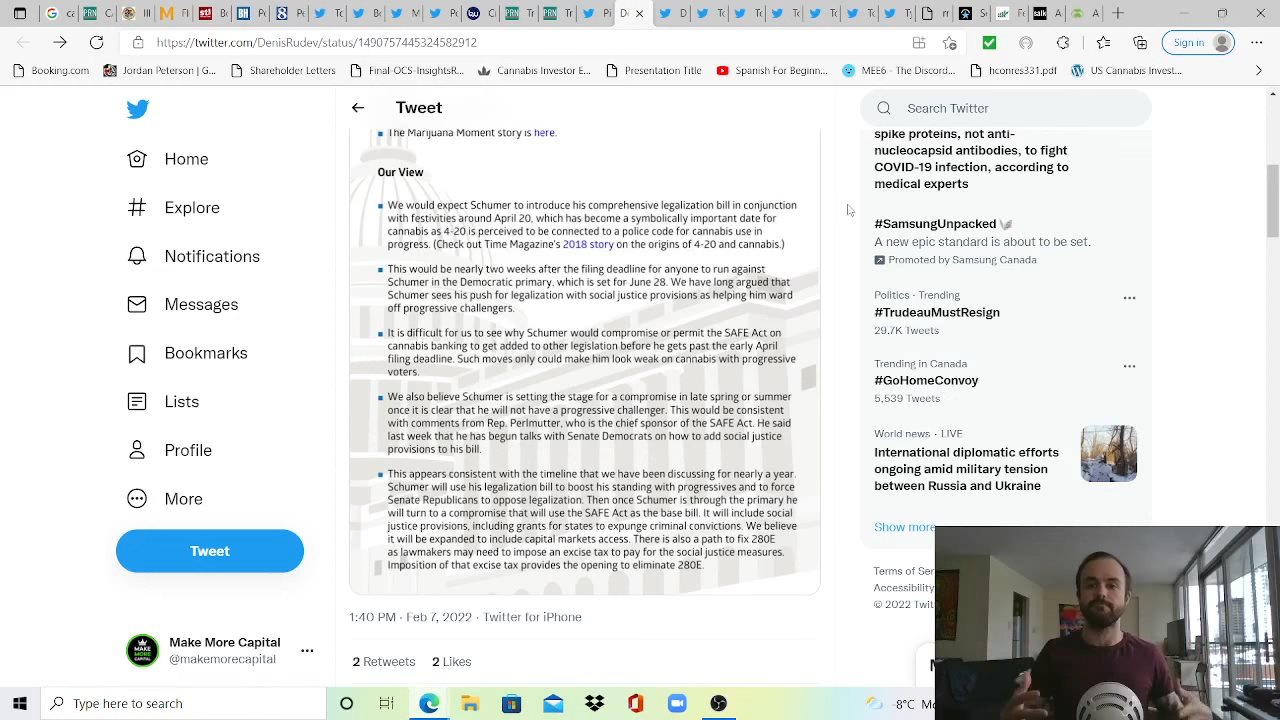 https://twitter.com/DenisRudev/status/1490757445324582912
Sign in
Booking.com
Jordan Peterson | G...
Shareholder Letters
Final-OCS-InsightsR...
Cannabis Investor E...
Presentation Title
Spanish For Beginn...
MEE6 - The Discord...
hconres331.pdf
US Cannabis Invest...
Tweet
Search Twitter
Home
Explore
Notifications
Messages
Bookmarks
Lists
Profile
More
Tweet
Make More Capital
@makemorecapital
The Marijuana Moment story is here.
Our View
We would expect Schumer to introduce his comprehensive legalization bill in conjunction
with festivities around April 20, which has become a symbolically important date for
cannabis as 4-20 is perceived to be connected to a police code for cannabis use in
progress. (Check out Time Magazine's 2018 story on the origins of 4-20 and cannabis.)
This would be nearly two weeks after the filing deadline for anyone to run against
Schumer in the Democratic primary, which is set for June 28. We have long argued that
Schumer sees his push for legalization with social justice provisions as helping him ward
off progressive challengers.
It is difficult for us to see why Schumer would compromise or permit the SAFE Act on
cannabis banking to get added to other legislation before he gets past the early April
filing deadline. Such moves only could make him look weak on cannabis with progressive
voters.
We also believe Schumer is setting the stage for a compromise in late spring or summer
once it is clear that he will not have a progressive challenger. This would be consistent
with comments from Rep. Perlmutter, who is the chief sponsor of the SAFE Act. He said
last week that he has begun talks with Senate Democrats on how to add social justice
provisions to his bill.
This appears consistent with the timeline that we have been discussing for nearly a year.
Schumer will use his legalization bill to boost his standing with progressives and to force
Senate Republicans to oppose legalization. Then once Schumer is through the primary he
will turn to a compromise that will use the SAFE Act as the base bill. It will include social
justice provisions, including grants for states to expunge criminal convictions. We believe
it will be expanded to include capital markets access. There is also a path to fix 280E
as lawmakers may need to impose an excise tax to pay for the social justice measures.
Imposition of that excise tax provides the opening to eliminate 280E.
1:40 PM · Feb 7, 2022 · Twitter for iPhone
2 Retweets 2 Likes
spike proteins, not anti-
nucleocapsid antibodies, to fight
COVID-19 infection, according to
medical experts
#SamsungUnpacked
A new epic standard is about to be set.
Promoted by Samsung Canada
Politics · Trending
#TrudeauMustResign
29.7K Tweets
Trending in Canada
#GoHomeConvoy
5,539 Tweets
World news · LIVE
International diplomatic efforts
ongoing amid military tension
between Russia and Ukraine
Show more
Terms of Ser
Accessibility
© 2022 Twit
Type here to search
-8°C